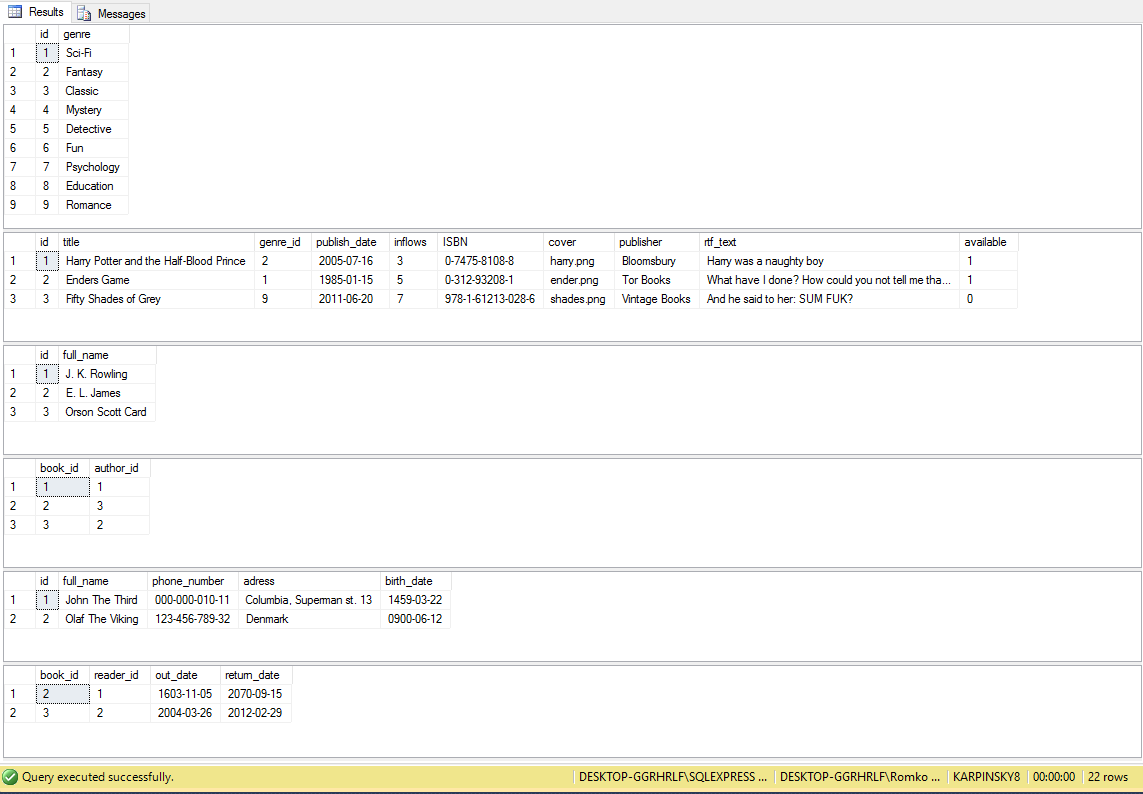 Results Messages
id genre
1 1 Sci-Fi
2 2 Fantasy
3 3 Classic
4 4 Mystery
5 5 Detective
6 6 Fun
7 7 Psychology
8 8 Education
9 9 Romance
id title genre_id publish_date inflows ISBN cover publisher rtf_text available
1 1 Harry Potter and the Half-Blood Prince 2 2005-07-16 3 0-7475-8108-8 harry.png Bloomsbury Harry was a naughty boy 1
2 2 Enders Game 1 1985-01-15 5 0-312-93208-1 ender.png Tor Books What have I done? How could you not tell me tha... 1
3 3 Fifty Shades of Grey 9 2011-06-20 7 978-1-61213-028-6 shades.png Vintage Books And he said to her: SUM FUK? 0
id full_name
1 1 J. K. Rowling
2 2 E. L. James
3 3 Orson Scott Card
book_id author_id
1 1 1
2 2 3
3 3 2
id full_name phone_number adress birth_date
1 1 John The Third 000-000-010-11 Columbia, Superman st. 13 1459-03-22
2 2 Olaf The Viking 123-456-789-32 Denmark 0900-06-12
book_id reader_id out_date return_date
1 2 1 1603-11-05 2070-09-15
2 3 2 2004-03-26 2012-02-29
Query executed successfully. DESKTOP-GGRHRLF\SQLEXPRESS ... DESKTOP-GGRHRLF\Romko ... KARPINSKY8 00:00:00 22 rows